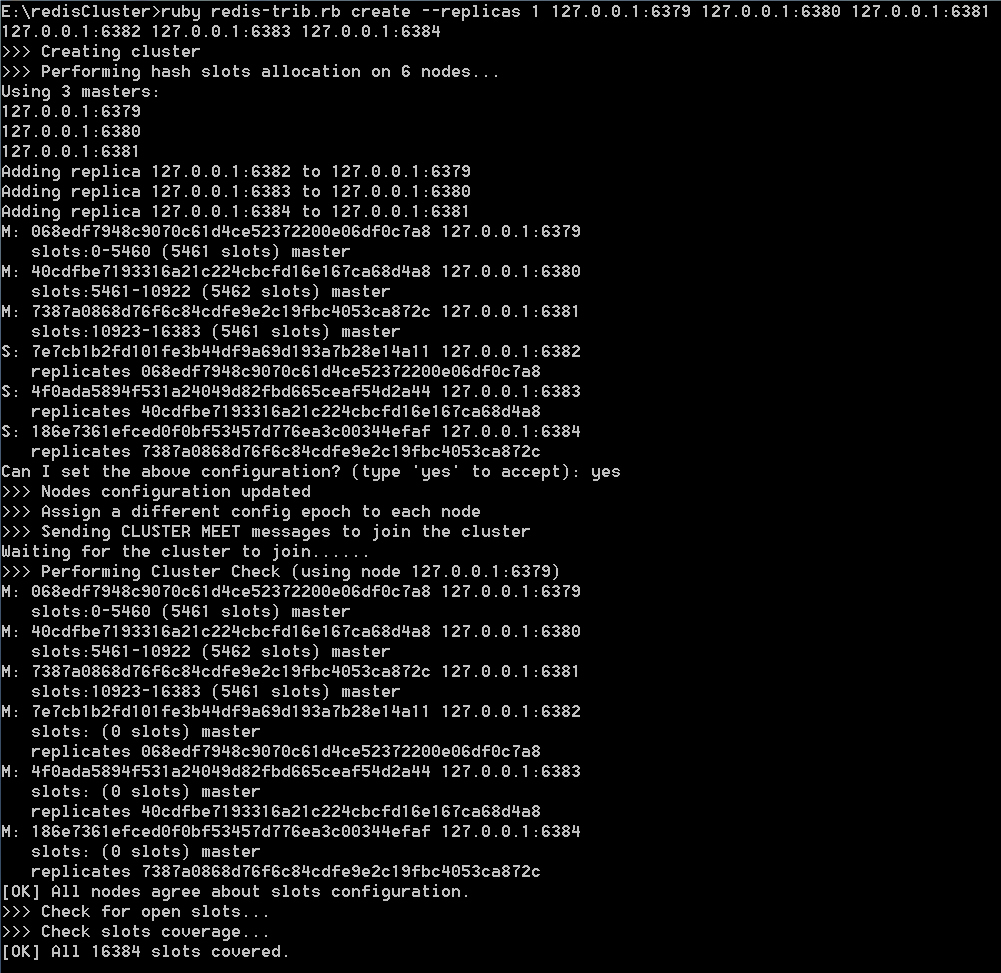 E:\redisCluster>ruby redis-trib.rb create --replicas 1 127.0.0.1:6379 127.0.0.1:6380 127.0.0.1:6381
127.0.0.1:6382 127.0.0.1:6383 127.0.0.1:6384
>>> Creating cluster
>>> Performing hash slots allocation on 6 nodes...
Using 3 masters:
127.0.0.1:6379
127.0.0.1:6380
127.0.0.1:6381
Adding replica 127.0.0.1:6382 to 127.0.0.1:6379
Adding replica 127.0.0.1:6383 to 127.0.0.1:6380
Adding replica 127.0.0.1:6384 to 127.0.0.1:6381
M: 068edf7948c9070c61d4ce52372200e06df0c7a8 127.0.0.1:6379
   slots:0-5460 (5461 slots) master
M: 40cdfbe7193316a21c224cbcfd16e167ca68d4a8 127.0.0.1:6380
   slots:5461-10922 (5462 slots) master
M: 7387a0868d76f6c84cdfe9e2c19fbc4053ca872c 127.0.0.1:6381
   slots:10923-16383 (5461 slots) master
S: 7e7cb1b2fd101fe3b44df9a69d193a7b28e14a11 127.0.0.1:6382
   replicates 068edf7948c9070c61d4ce52372200e06df0c7a8
S: 4f0ada5894f531a24049d82fbd665ceaf54d2a44 127.0.0.1:6383
   replicates 40cdfbe7193316a21c224cbcfd16e167ca68d4a8
S: 186e7361efced0f0bf53457d776ea3c00344efaf 127.0.0.1:6384
   replicates 7387a0868d76f6c84cdfe9e2c19fbc4053ca872c
Can I set the above configuration? (type 'yes' to accept): yes
>>> Nodes configuration updated
>>> Assign a different config epoch to each node
>>> Sending CLUSTER MEET messages to join the cluster
Waiting for the cluster to join......
>>> Performing Cluster Check (using node 127.0.0.1:6379)
M: 068edf7948c9070c61d4ce52372200e06df0c7a8 127.0.0.1:6379
   slots:0-5460 (5461 slots) master
M: 40cdfbe7193316a21c224cbcfd16e167ca68d4a8 127.0.0.1:6380
   slots:5461-10922 (5462 slots) master
M: 7387a0868d76f6c84cdfe9e2c19fbc4053ca872c 127.0.0.1:6381
   slots:10923-16383 (5461 slots) master
M: 7e7cb1b2fd101fe3b44df9a69d193a7b28e14a11 127.0.0.1:6382
   slots: (0 slots) master
   replicates 068edf7948c9070c61d4ce52372200e06df0c7a8
M: 4f0ada5894f531a24049d82fbd665ceaf54d2a44 127.0.0.1:6383
   slots: (0 slots) master
   replicates 40cdfbe7193316a21c224cbcfd16e167ca68d4a8
M: 186e7361efced0f0bf53457d776ea3c00344efaf 127.0.0.1:6384
   slots: (0 slots) master
   replicates 7387a0868d76f6c84cdfe9e2c19fbc4053ca872c
[OK] All nodes agree about slots configuration.
>>> Check for open slots...
>>> Check slots coverage...
[OK] All 16384 slots covered.